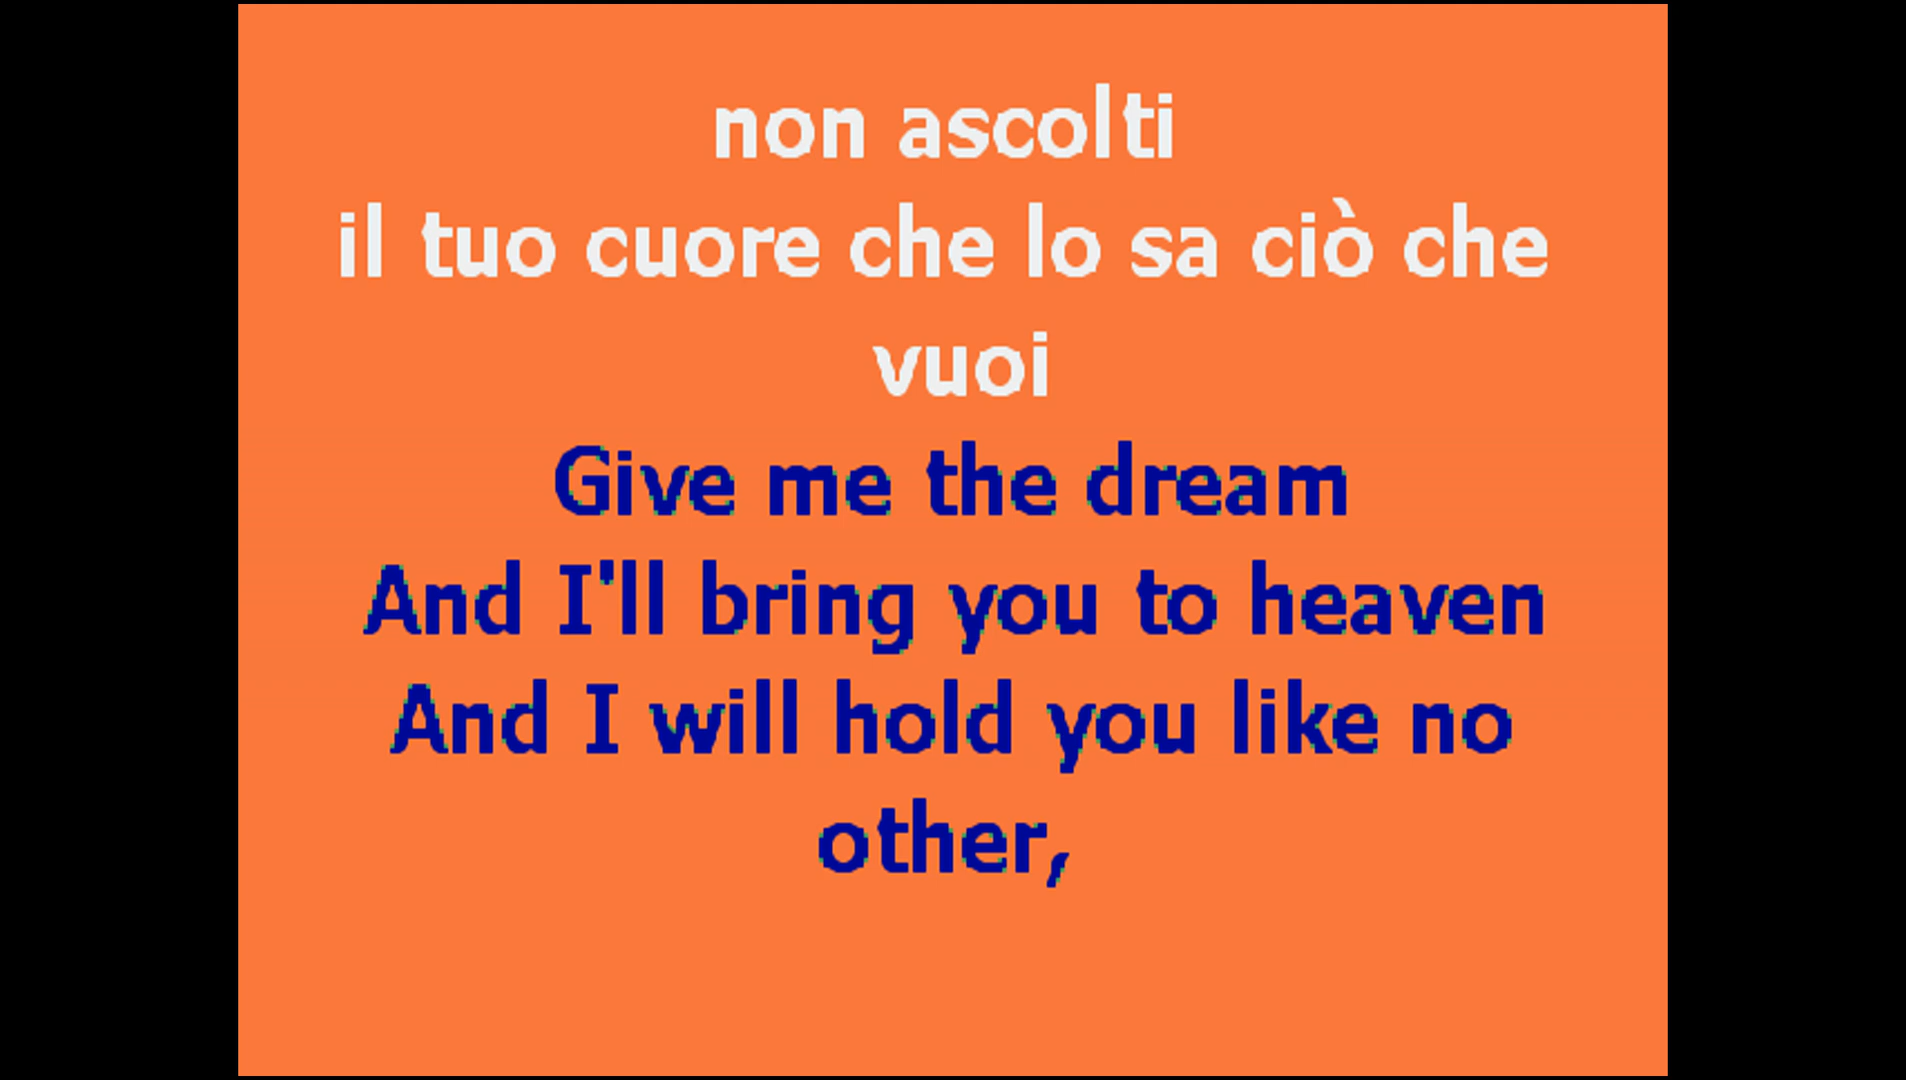 non ascolti
il tuo cuore che lo sa ciò che
vuoi
Give me the dream
And I'll bring you to heaven
And I will hold you like no
other,